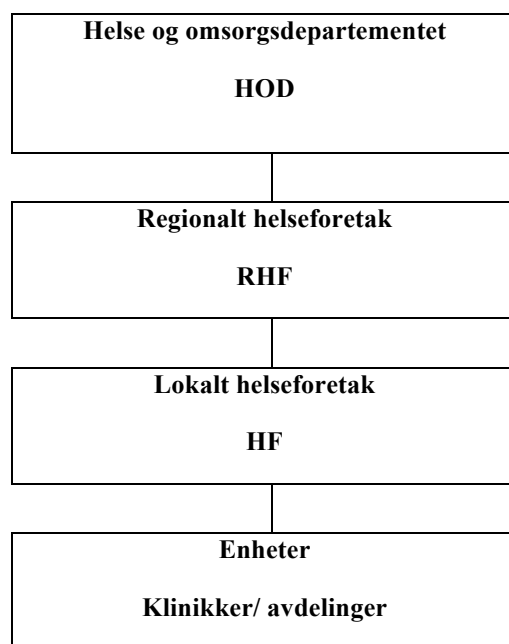 Helse og omsorgsdepartementet
HOD
Regionalt helseforetak
RHF
Lokalt helseforetak
HF
Enheter
Klinikker/ avdelinger